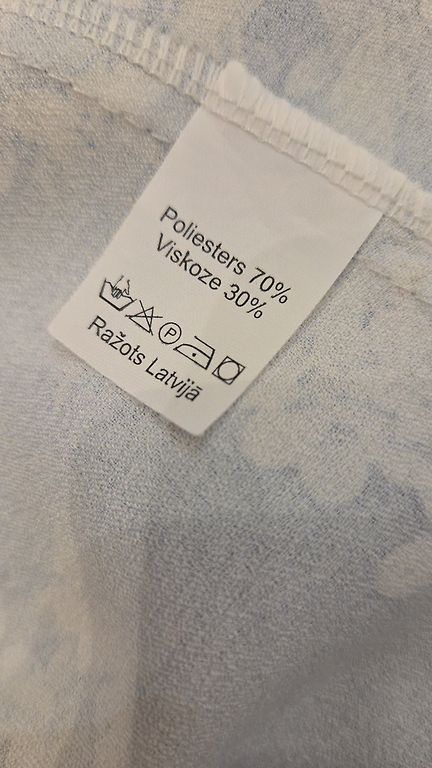 Poliesters 70%
Viskoze 30%
P
Ražots Latvijā